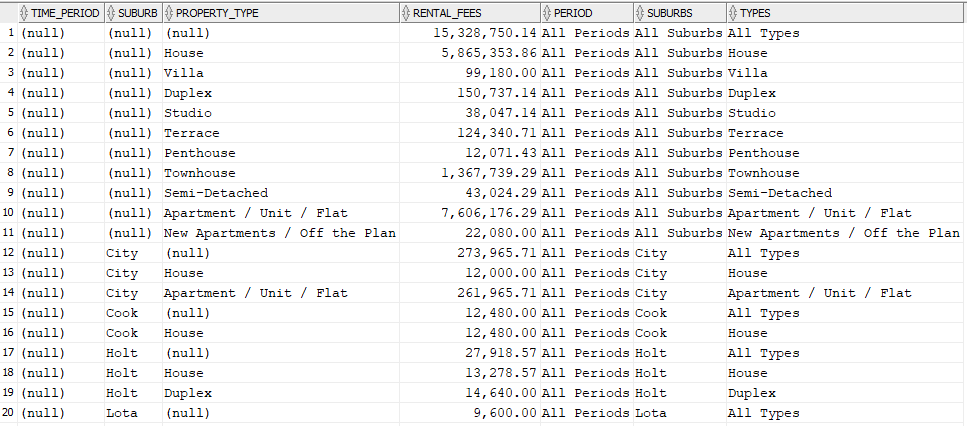 TIME_PERIOD SUBURB PROPERTY_TYPE RENTAL_FEES PERIOD SUBURBS TYPES
1 (null) (null) (null) 15,328,750.14 All Periods All Suburbs All Types
2 (null) (null) House 5,865,353.86 All Periods All Suburbs House
3 (null) (null) Villa 99,180.00 All Periods All Suburbs Villa
4 (null) (null) Duplex 150,737.14 All Periods All Suburbs Duplex
5 (null) (null) Studio 38,047.14 All Periods All Suburbs Studio
6 (null) (null) Terrace 124,340.71 All Periods All Suburbs Terrace
7 (null) (null) Penthouse 12,071.43 All Periods All Suburbs Penthouse
8 (null) (null) Townhouse 1,367,739.29 All Periods All Suburbs Townhouse
9 (null) (null) Semi-Detached 43,024.29 All Periods All Suburbs Semi-Detached
10 (null) (null) Apartment / Unit / Flat 7,606,176.29 All Periods All Suburbs Apartment / Unit / Flat
11 (null) (null) New Apartments / Off the Plan 22,080.00 All Periods All Suburbs New Apartments / Off the Plan
12 (null) City (null) 273,965.71 All Periods City All Types
13 (null) City House 12,000.00 All Periods City House
14 (null) City Apartment / Unit / Flat 261,965.71 All Periods City Apartment / Unit / Flat
15 (null) Cook (null) 12,480.00 All Periods Cook All Types
16 (null) Cook House 12,480.00 All Periods Cook House
17 (null) Holt (null) 27,918.57 All Periods Holt All Types
18 (null) Holt House 13,278.57 All Periods Holt House
19 (null) Holt Duplex 14,640.00 All Periods Holt Duplex
20 (null) Lota (null) 9,600.00 All Periods Lota All Types